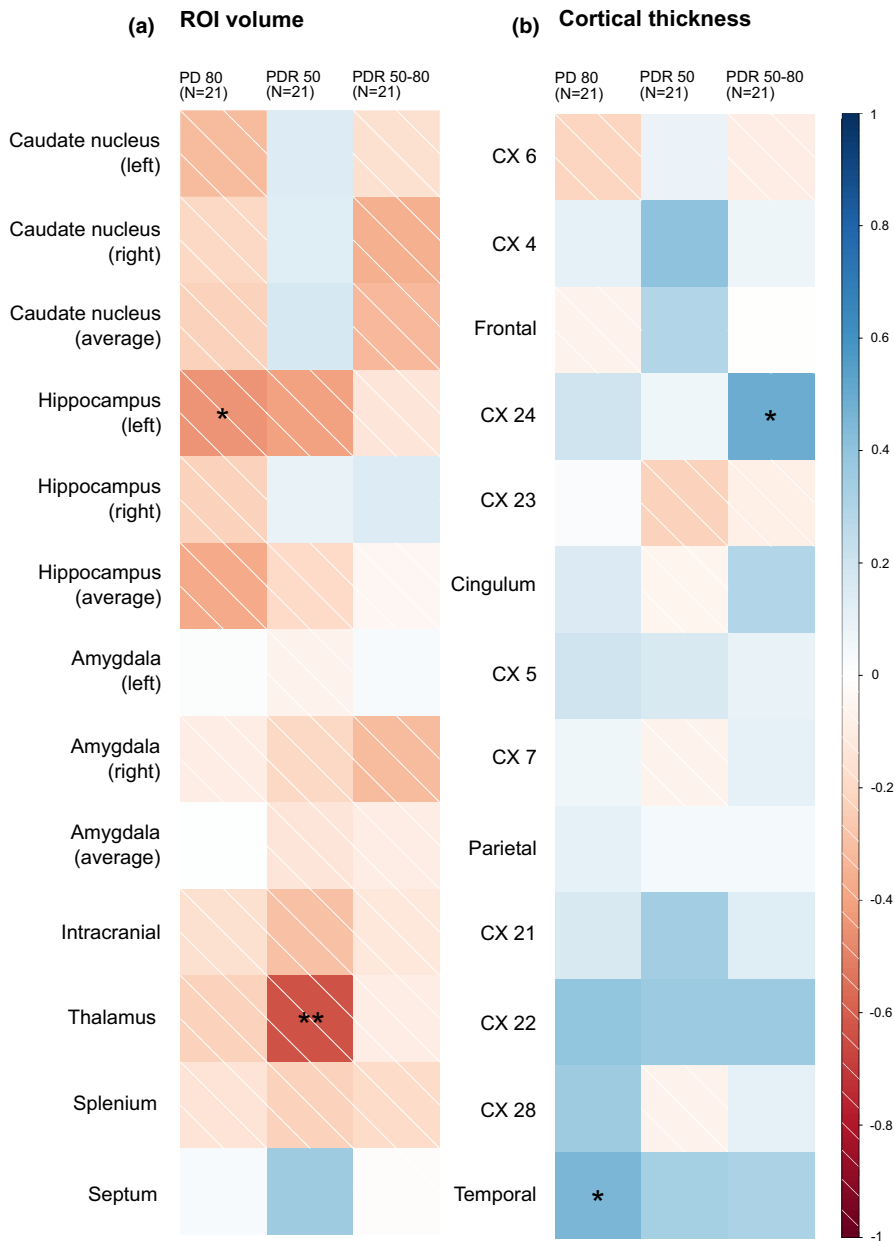 (a) ROI volume
(b) Cortical thickness
PD 80
(N=21)
PDR 50
(N=21)
PDR 50-80
(N=21)
PD 80
(N=21)
PDR 50
(N=21)
PDR 50-80
(N=21)
Caudate nucleus
(left)
Caudate nucleus
(right)
Caudate nucleus
(average)
Hippocampus
(left)
*
*
Hippocampus
(right)
Hippocampus
(average)
Amygdala
(left)
Amygdala
(right)
Amygdala
(average)
Intracranial
Thalamus
**
Splenium
Septum
CX 6
CX 4
Frontal
CX 24
CX 23
Cingulum
CX 5
CX 7
Parietal
CX 21
CX 22
CX 28
Temporal
*
1
0.8
0.6
0.4
0.2
0
-0.2
-0.4
-0.6
-0.8
-1